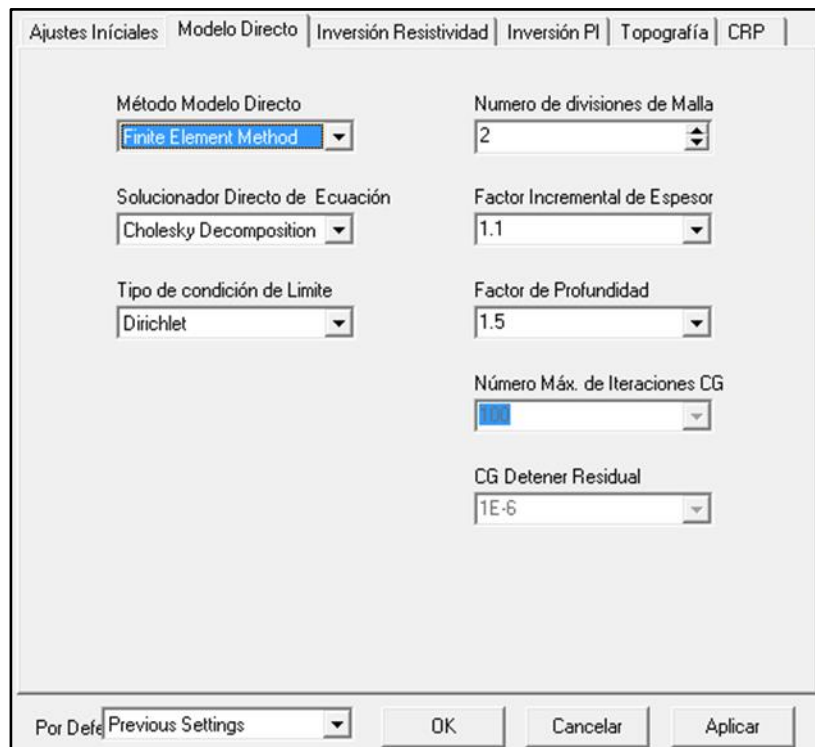 Ajustes Iníciales
Modelo Directo
Inversión Resistividad
Inversión PI
Topografía
CRP
Método Modelo Directo
Finite Element Method
Solucionador Directo de Ecuación
Cholesky Decomposition
Tipo de condición de Limite
Dirichlet
Numero de divisiones de Malla
2
Factor Incremental de Espesor
1.1
Factor de Profundidad
1.5
Número Máx. de Iteraciones CG
100
CG Detener Residual
1E-6
Por Defe
Previous Settings
OK
Cancelar
Aplicar